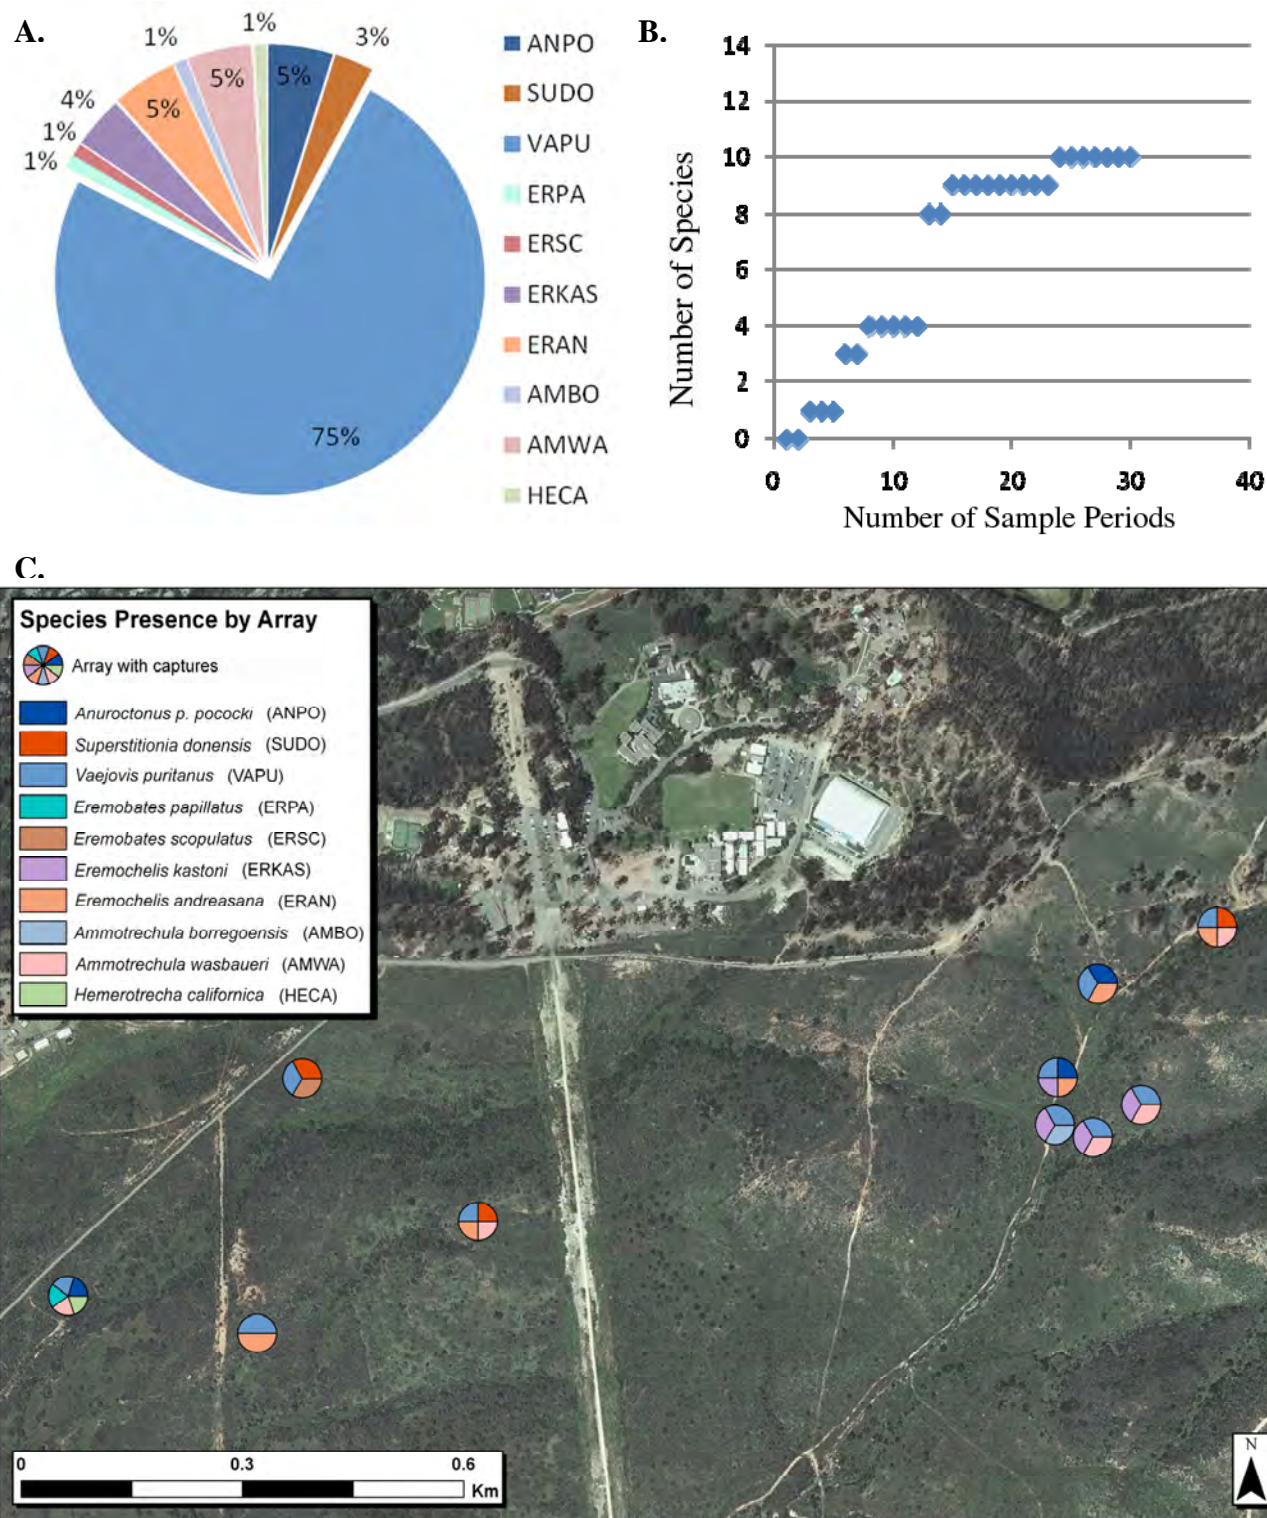 A.
1%
1%
3%
5%
5%
4%
5%
1%
1%
75%
ANPO
SUDO
VAPU
ERPA
ERSC
ERKAS
ERAN
AMBO
AMWA
HECA
B.
14
12
10
8
6
4
2
0
Number of Species
0 10 20 30 40
Number of Sample Periods
C.
Species Presence by Array
Array with captures
Anuroctonus p. pococki (ANPO)
Superstitionia donensis (SUDO)
Vaejovis puritanus (VAPU)
Eremobates papillatus (ERPA)
Eremobates scopulatus (ERSC)
Eremochelis kastoni (ERKAS)
Eremochelis andreasana (ERAN)
Ammotrechula borregoensis (AMBO)
Ammotrechula wasbaueri (AMWA)
Hemerotrecha californica (HECA)
0 0.3 0.6
Km
N